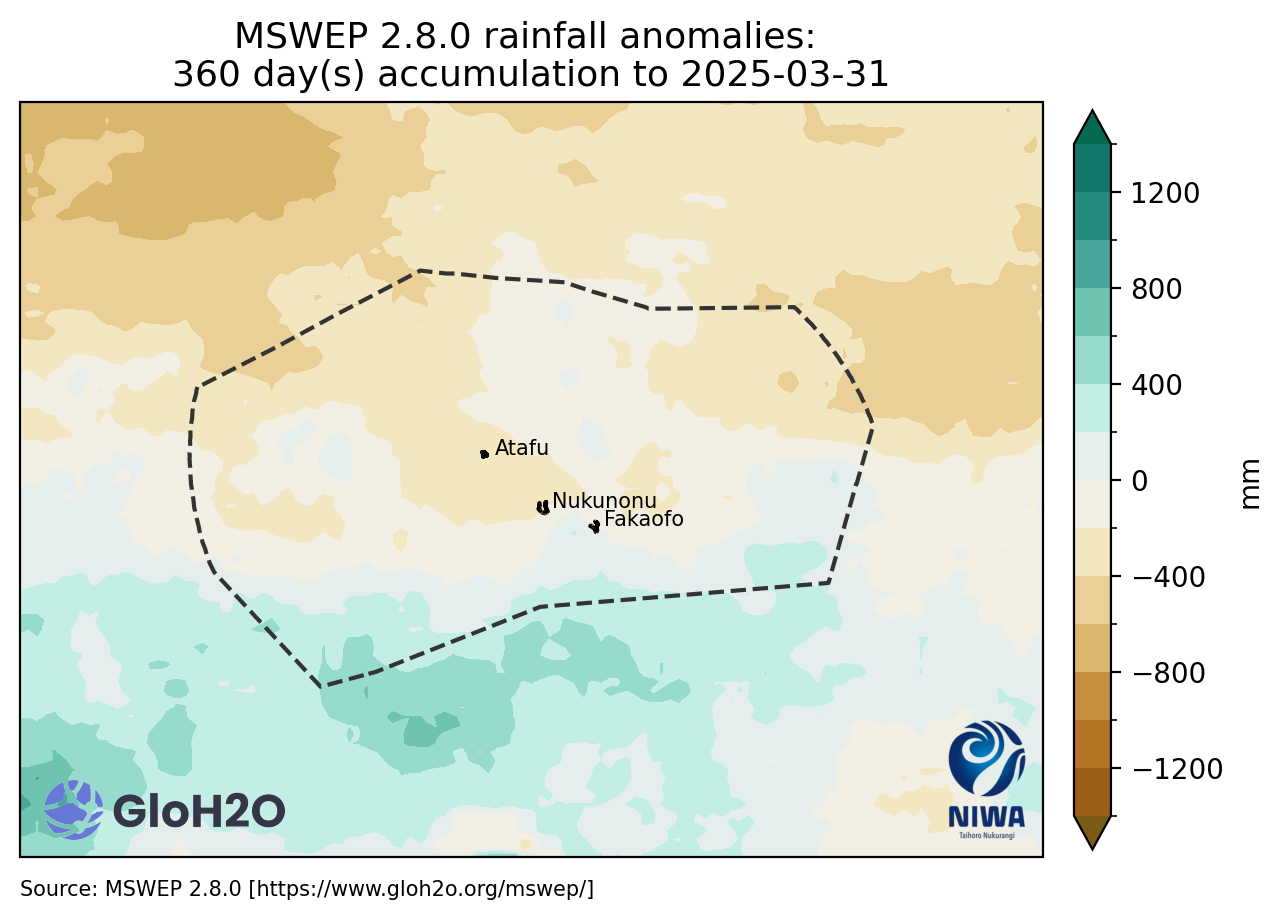 MSWEP 2.8.0 rainfall anomalies:
360 day(s) accumulation to 2025-03-31
1200
800
400
0
−400
−800
−1200
mm
Atafu
Nukunonu
Fakaofo
GloH2O
NIWA
Taihoro Nukurangi
Source: MSWEP 2.8.0 [https://www.gloh2o.org/mswep/]